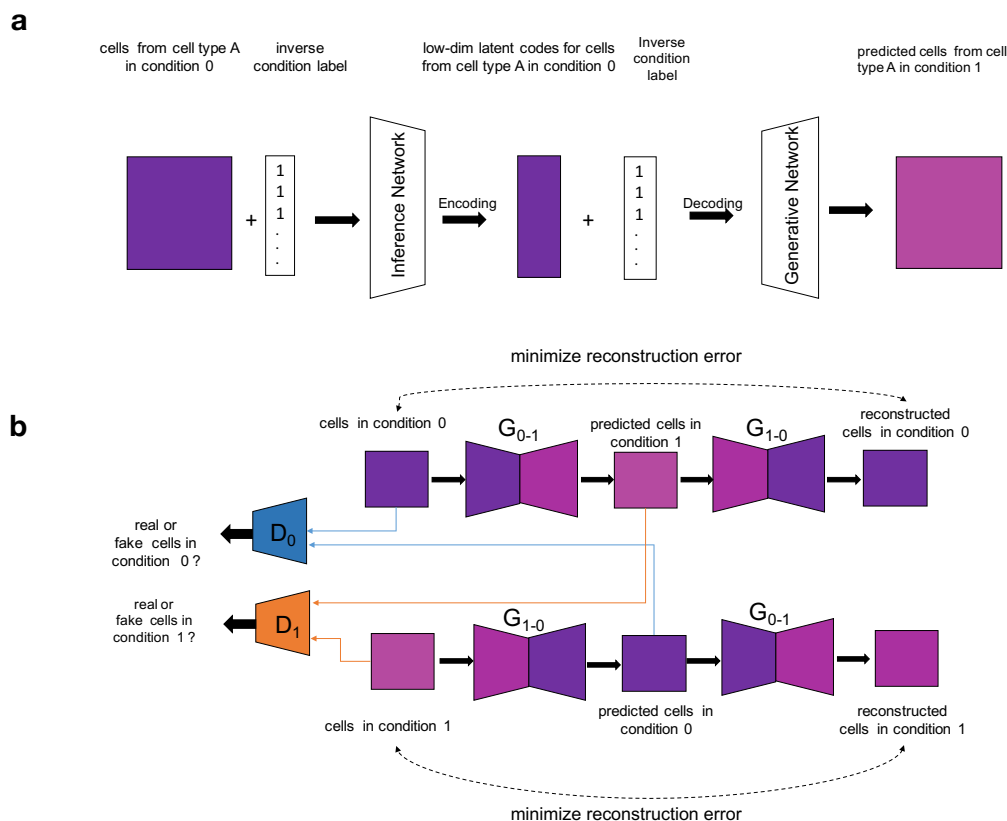 a
cells from cell type A
in condition 0
inverse
condition label
low-dim latent codes for cells
from cell type A in condition 0
Inverse
condition
label
predicted cells from cell
type A in condition 1
+
1
1
1
.
.
.
Inference Network
Encoding
+
1
1
1
.
.
.
Decoding
Generative Network
minimize reconstruction error
b
cells in condition 0
G0-1
predicted cells in
condition 1
G1-0
reconstructed
cells in condition 0
real or
fake cells in
condition 0 ?
D0
real or
fake cells in
condition 1 ?
D1
G1-0
G0-1
cells in condition 1
predicted cells in
condition 0
reconstructed
cells in condition 1
minimize reconstruction error